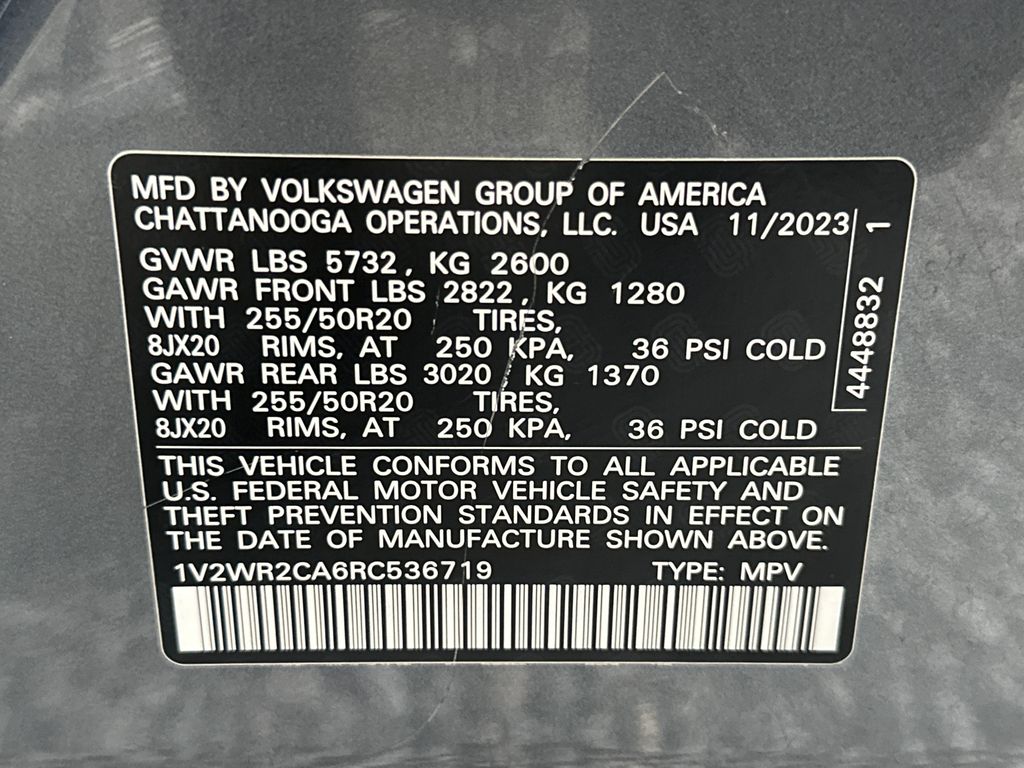 MFD BY VOLKSWAGEN GROUP OF AMERICA
CHATTANOOGA OPERATIONS, LLC. USA 11/2023
GVWR LBS 5732, KG 2600
GAWR FRONT LBS 2822, KG 1280
WITH 255/50R20 TIRES,
8JX20 RIMS, AT 250 KPA, 36 PSI COLD
GAWR REAR LBS 3020, KG 1370
WITH 255/50R20 TIRES,
8JX20 RIMS, AT 250 KPA, 36 PSI COLD
4448832 1
THIS VEHICLE CONFORMS TO ALL APPLICABLE
U.S. FEDERAL MOTOR VEHICLE SAFETY AND
THEFT PREVENTION STANDARDS IN EFFECT ON
THE DATE OF MANUFACTURE SHOWN ABOVE.
1V2WR2CA6RC536719 TYPE: MPV